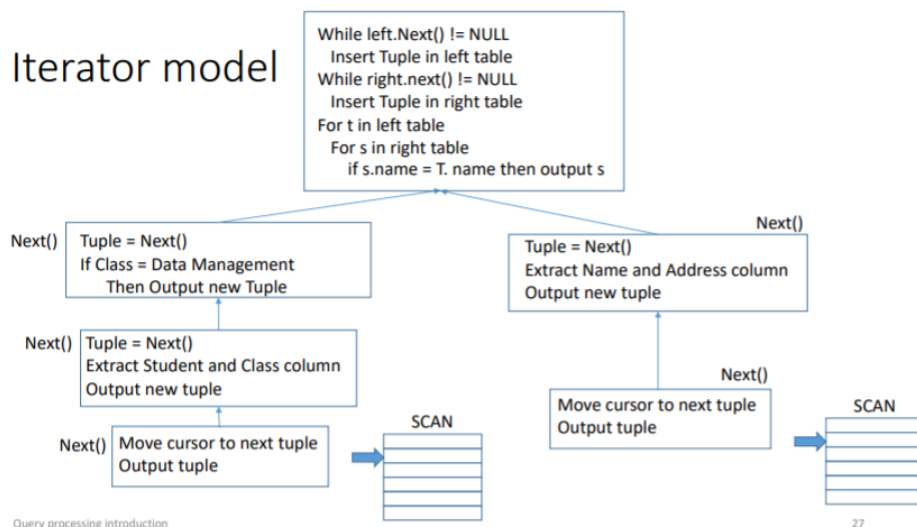 Iterator model
While left.Next() != NULL
Insert Tuple in left table
While right.next() != NULL
Insert Tuple in right table
For t in left table
For s in right table
if s.name = T. name then output s
Next()
Tuple = Next()
If Class = Data Management
Then Output new Tuple
Next()
Tuple = Next()
Extract Name and Address column
Output new tuple
Next()
Tuple = Next()
Extract Student and Class column
Output new tuple
Next()
Move cursor to next tuple
Output tuple
SCAN
Next()
Move cursor to next tuple
Output tuple
SCAN
Query processing introduction
27